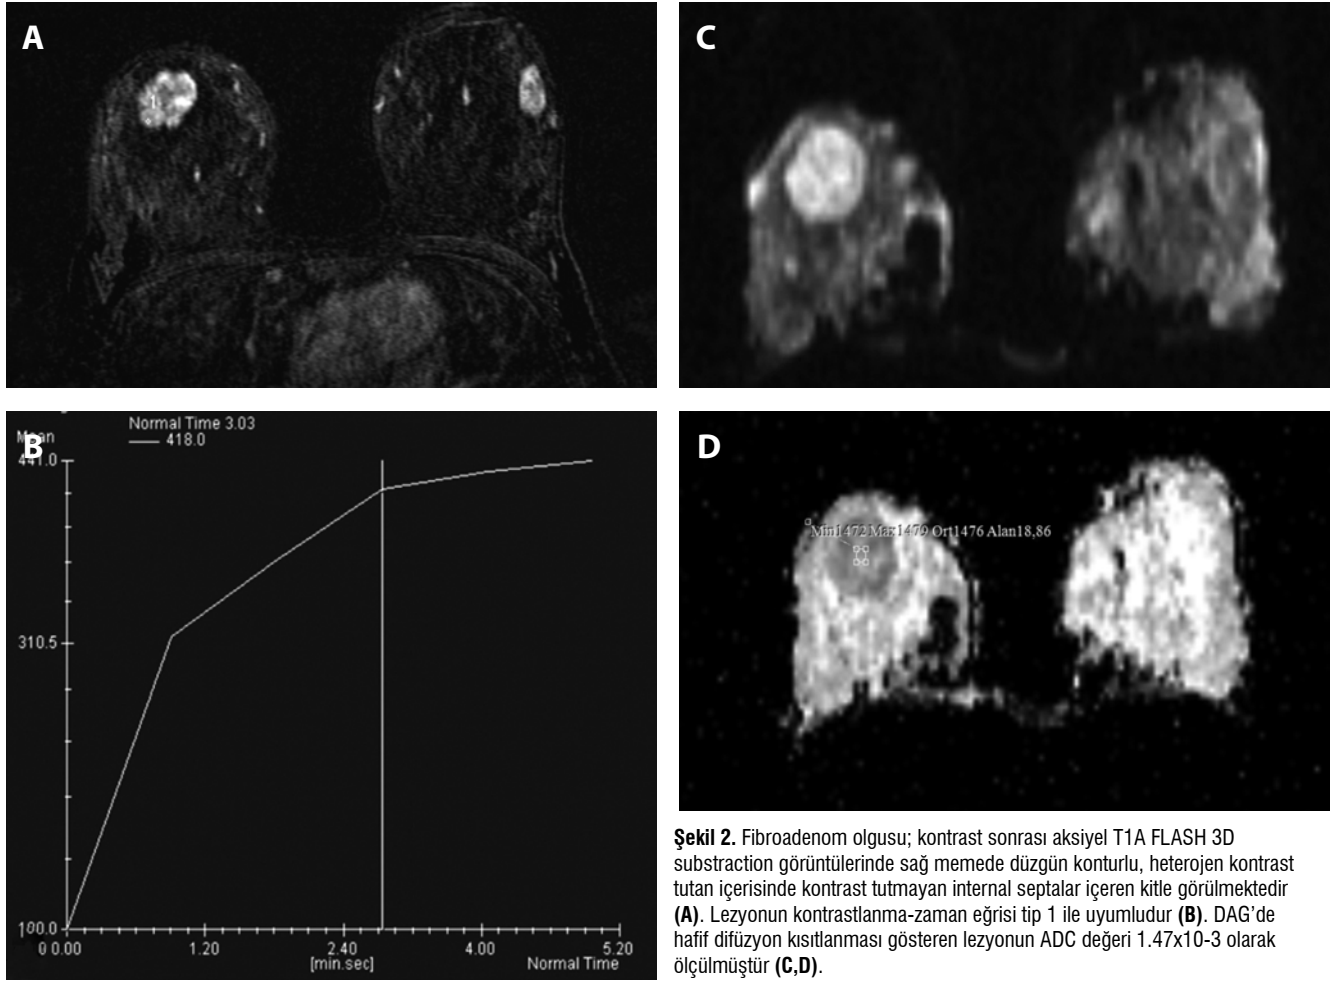 A
C
Normal Time 3.03
418.0
Mean
B
441.0
310.5
100.0
0 0.00 1.20 2.40 4.00 5.20
[min.sec] Normal Time
D
Min1472 Max1479 Ort1476 Alan18,86
Şekil 2. Fibroadenom olgusu; kontrast sonrası aksiyel T1A FLASH 3D
substraction görüntülerinde sağ memede düzgün konturlu, heterojen kontrast
tutan içerisinde kontrast tutmayan internal septalar içeren kitle görülmektedir
(A). Lezyonun kontrastlanma-zaman eğrisi tip 1 ile uyumludur (B). DAG’de
hafif difüzyon kısıtlanması gösteren lezyonun ADC değeri 1.47x10-3 olarak
ölçülmüştür (C,D).